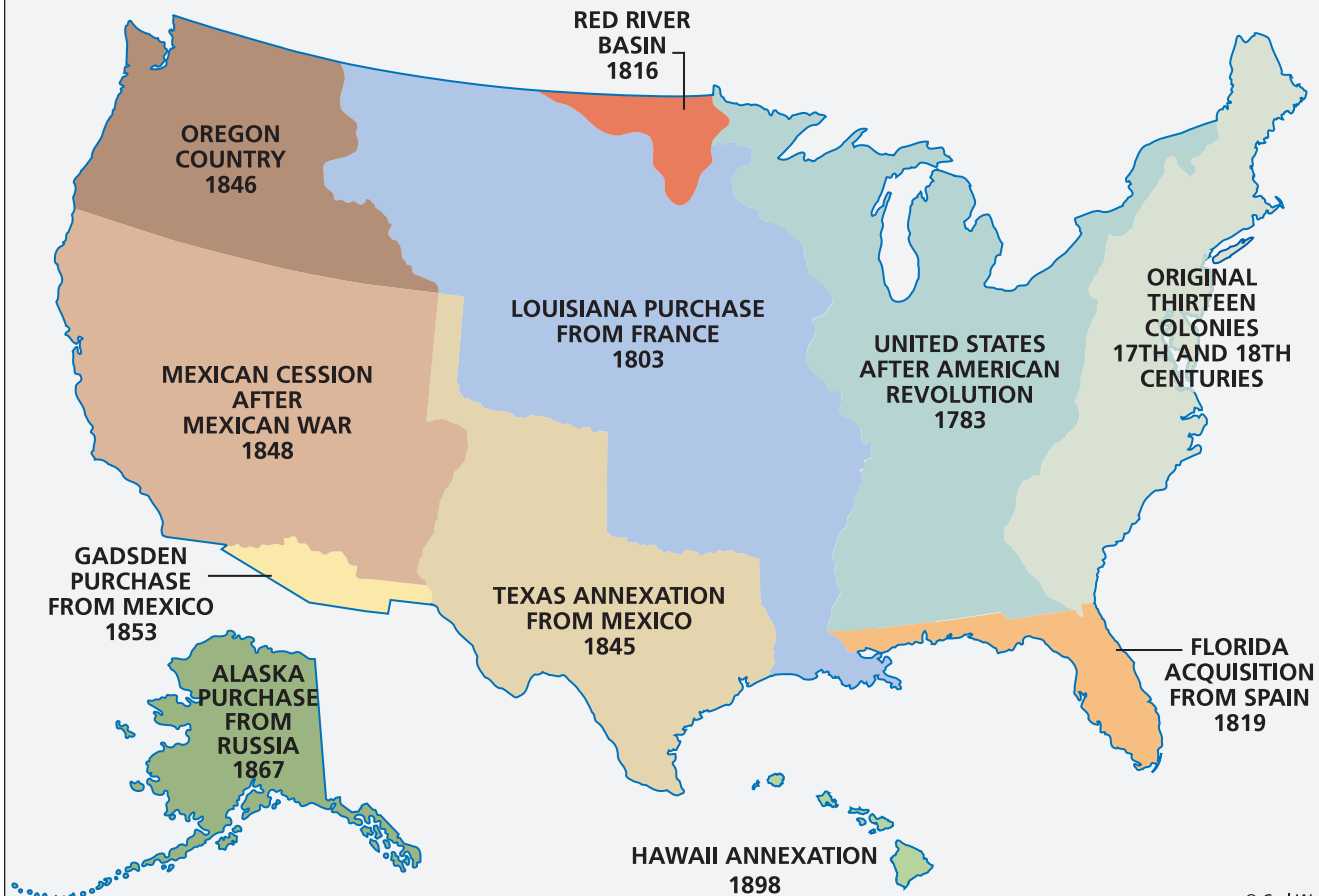 RED RIVER
BASIN
1816
OREGON
COUNTRY
1846
LOUISIANA PURCHASE
FROM FRANCE
1803
ORIGINAL
THIRTEEN
COLONIES
17TH AND 18TH
CENTURIES
UNITED STATES
AFTER AMERICAN
REVOLUTION
1783
MEXICAN CESSION
AFTER
MEXICAN WAR
1848
GADSDEN
PURCHASE
FROM MEXICO
1853
TEXAS ANNEXATION
FROM MEXICO
1845
FLORIDA
ACQUISITION
FROM SPAIN
1819
ALASKA
PURCHASE
FROM
RUSSIA
1867
HAWAII ANNEXATION
1898